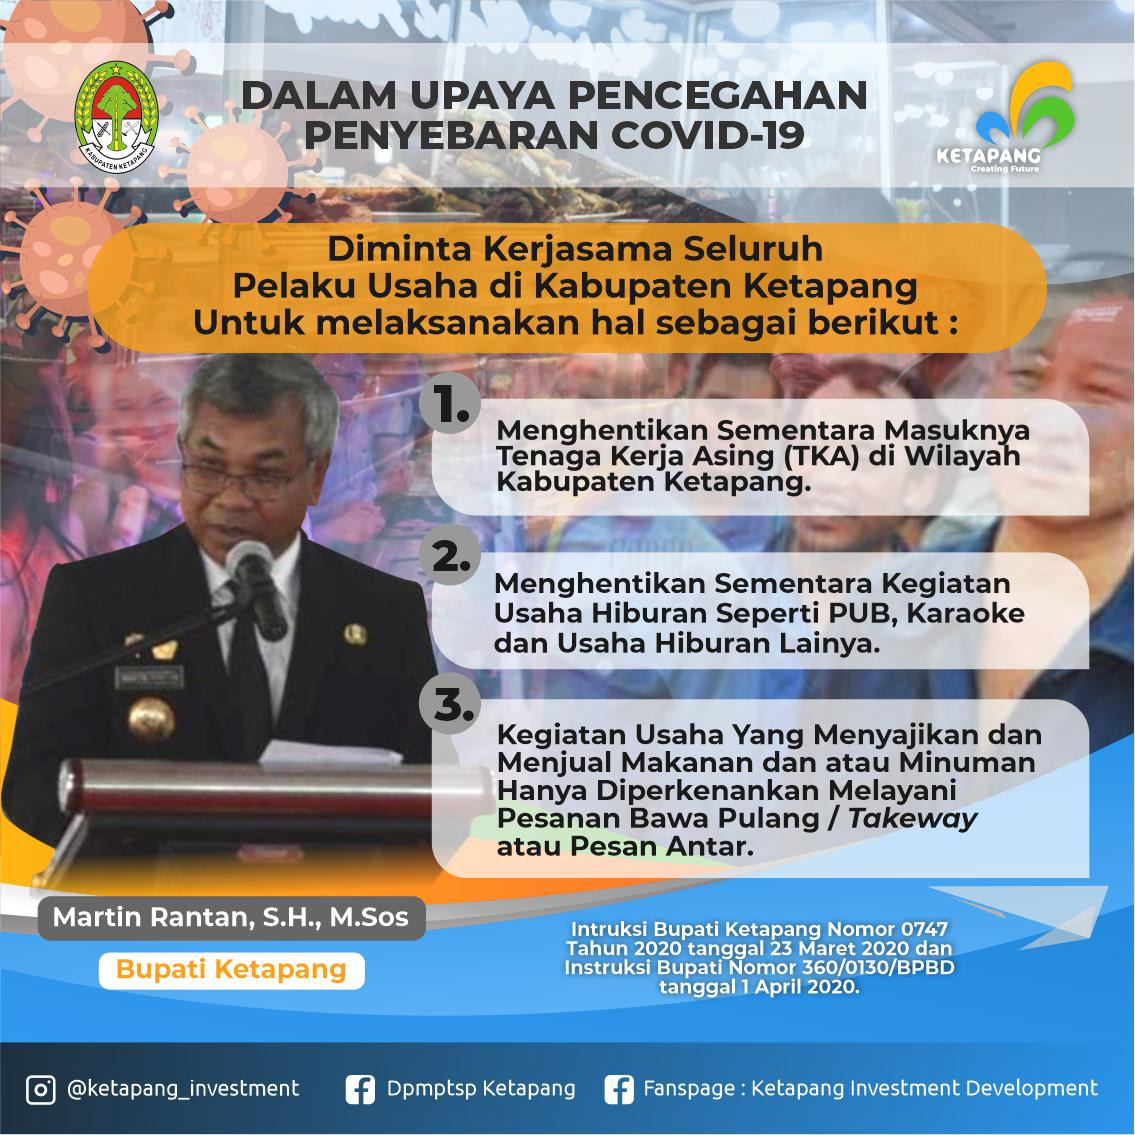 DALAM UPAYA PENCEGAHAN
PENYEBARAN COVID-19
KABUPATEN KETAPANG
KETAPANG
Creating Future
Diminta Kerjasama Seluruh
Pelaku Usaha di Kabupaten Ketapang
Untuk melaksanakan hal sebagai berikut :
1.
Menghentikan Sementara Masuknya
Tenaga Kerja Asing (TKA) di Wilayah
Kabupaten Ketapang.
2.
Menghentikan Sementara Kegiatan
Usaha Hiburan Seperti PUB, Karaoke
dan Usaha Hiburan Lainya.
3.
Kegiatan Usaha Yang Menyajikan dan
Menjual Makanan dan atau Minuman
Hanya Diperkenankan Melayani
Pesanan Bawa Pulang / Takeway
atau Pesan Antar.
Martin Rantan, S.H., M.Sos
Bupati Ketapang
Intruksi Bupati Ketapang Nomor 0747
Tahun 2020 tanggal 23 Maret 2020 dan
Instruksi Bupati Nomor 360/0130/BPBD
tanggal 1 April 2020.
@ketapang_investment
Dpmptsp Ketapang
Fanspage : Ketapang Investment Development